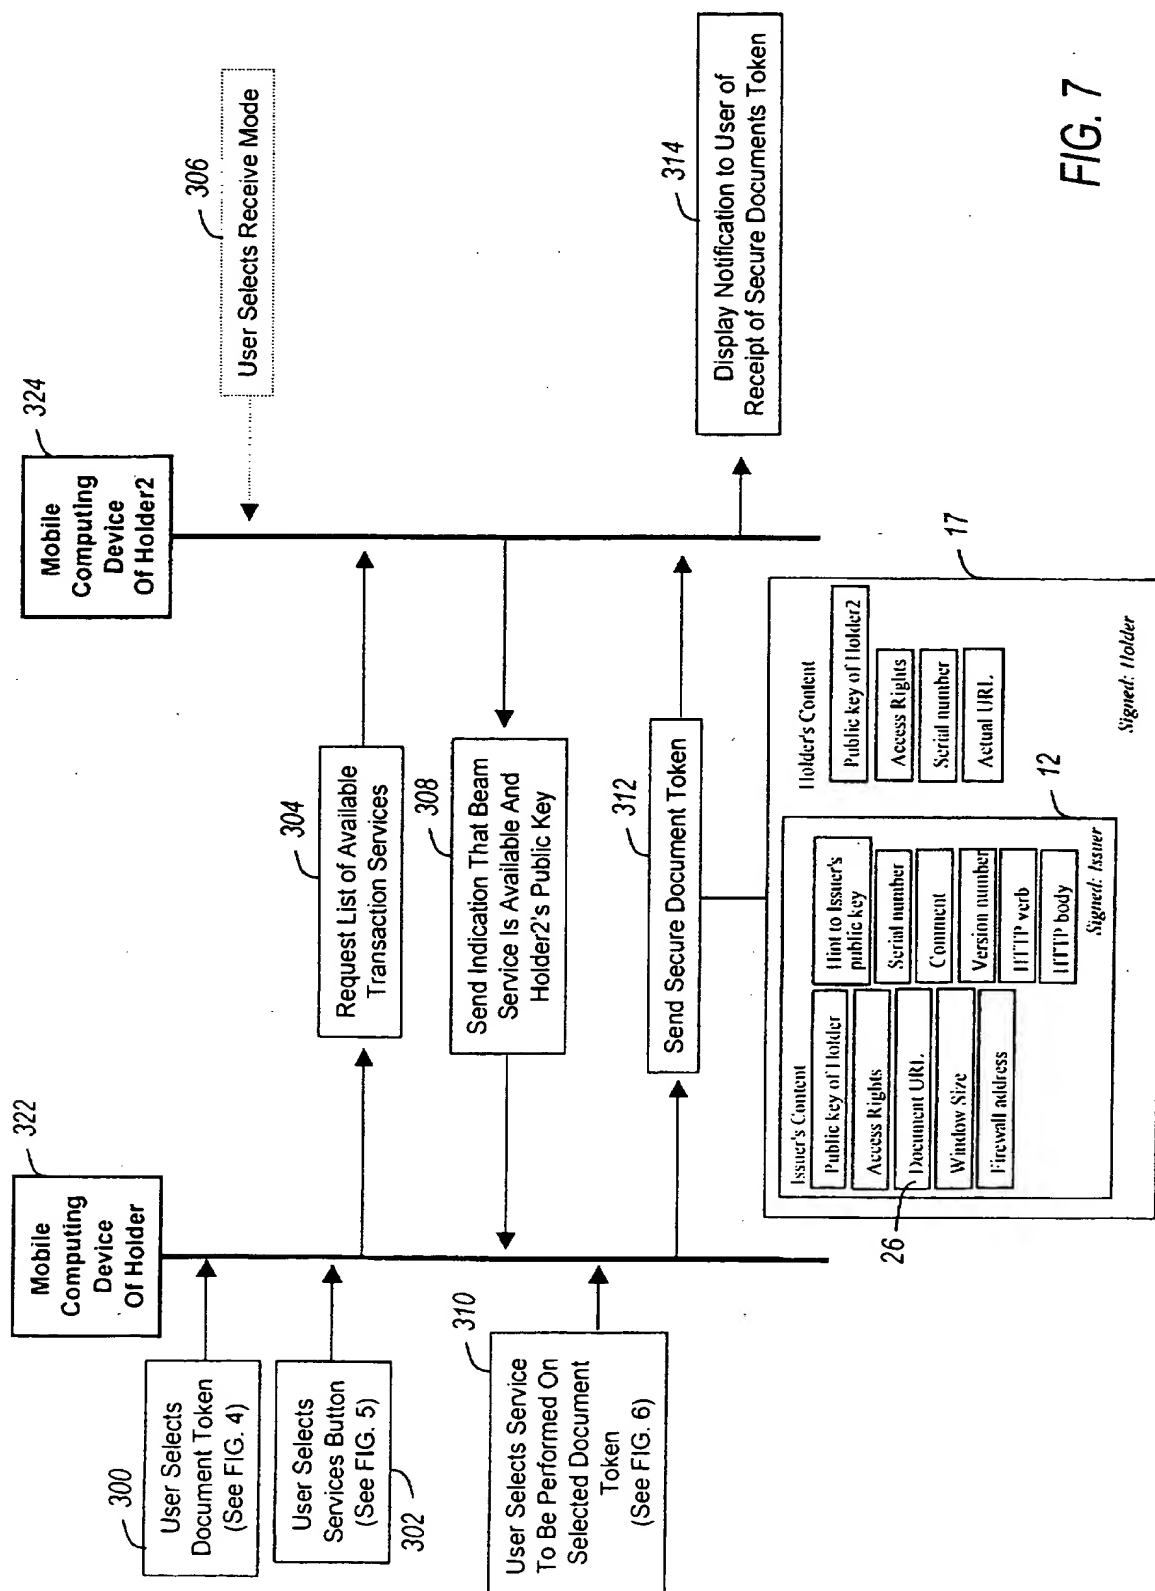 322
Mobile
Computing
Device
Of Holder
324
Mobile
Computing
Device
Of Holder2
300
User Selects
Document Token
(See FIG. 4)
User Selects
Services Button
(See FIG. 5)
302
304
Request List of Available
Transaction Services
306
User Selects Receive Mode
308
Send Indication That Beam
Service Is Available And
Holder2's Public Key
310
User Selects Service
To Be Performed On
Selected Document
Token
(See FIG. 6)
312
Send Secure Document Token
314
Display Notification to User of
Receipt of Secure Documents Token
17
12
26
Issuer's Content
Public key of Holder
Access Rights
Document URL
Window Size
Firewall address
Hint to Issuer's
public key
Serial number
Comment
Version number
HTTP verb
HTTP body
Signed: Issuer
Holder's Content
Public key of Holder2
Access Rights
Serial number
Actual URL
Signed: Holder
FIG. 7